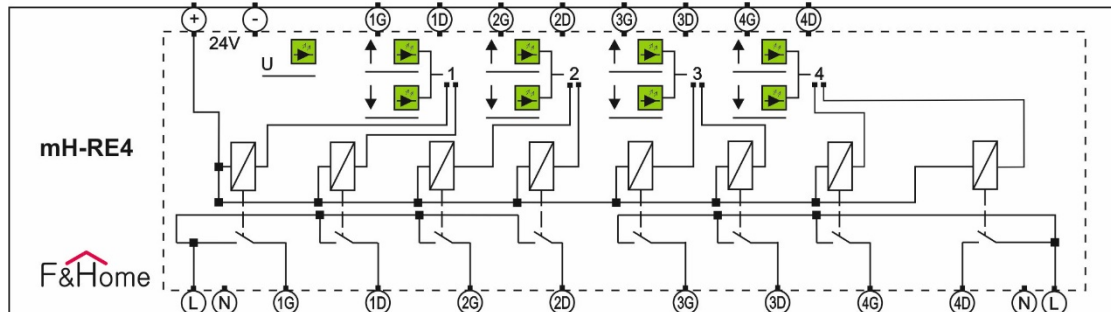 + - 1G 1D 2G 2D 3G 3D 4G 4D
24V
U 1 2 3 4
mH-RE4
F&Home
L N 1G 1D 2G 2D 3G 3D 4G 4D N L